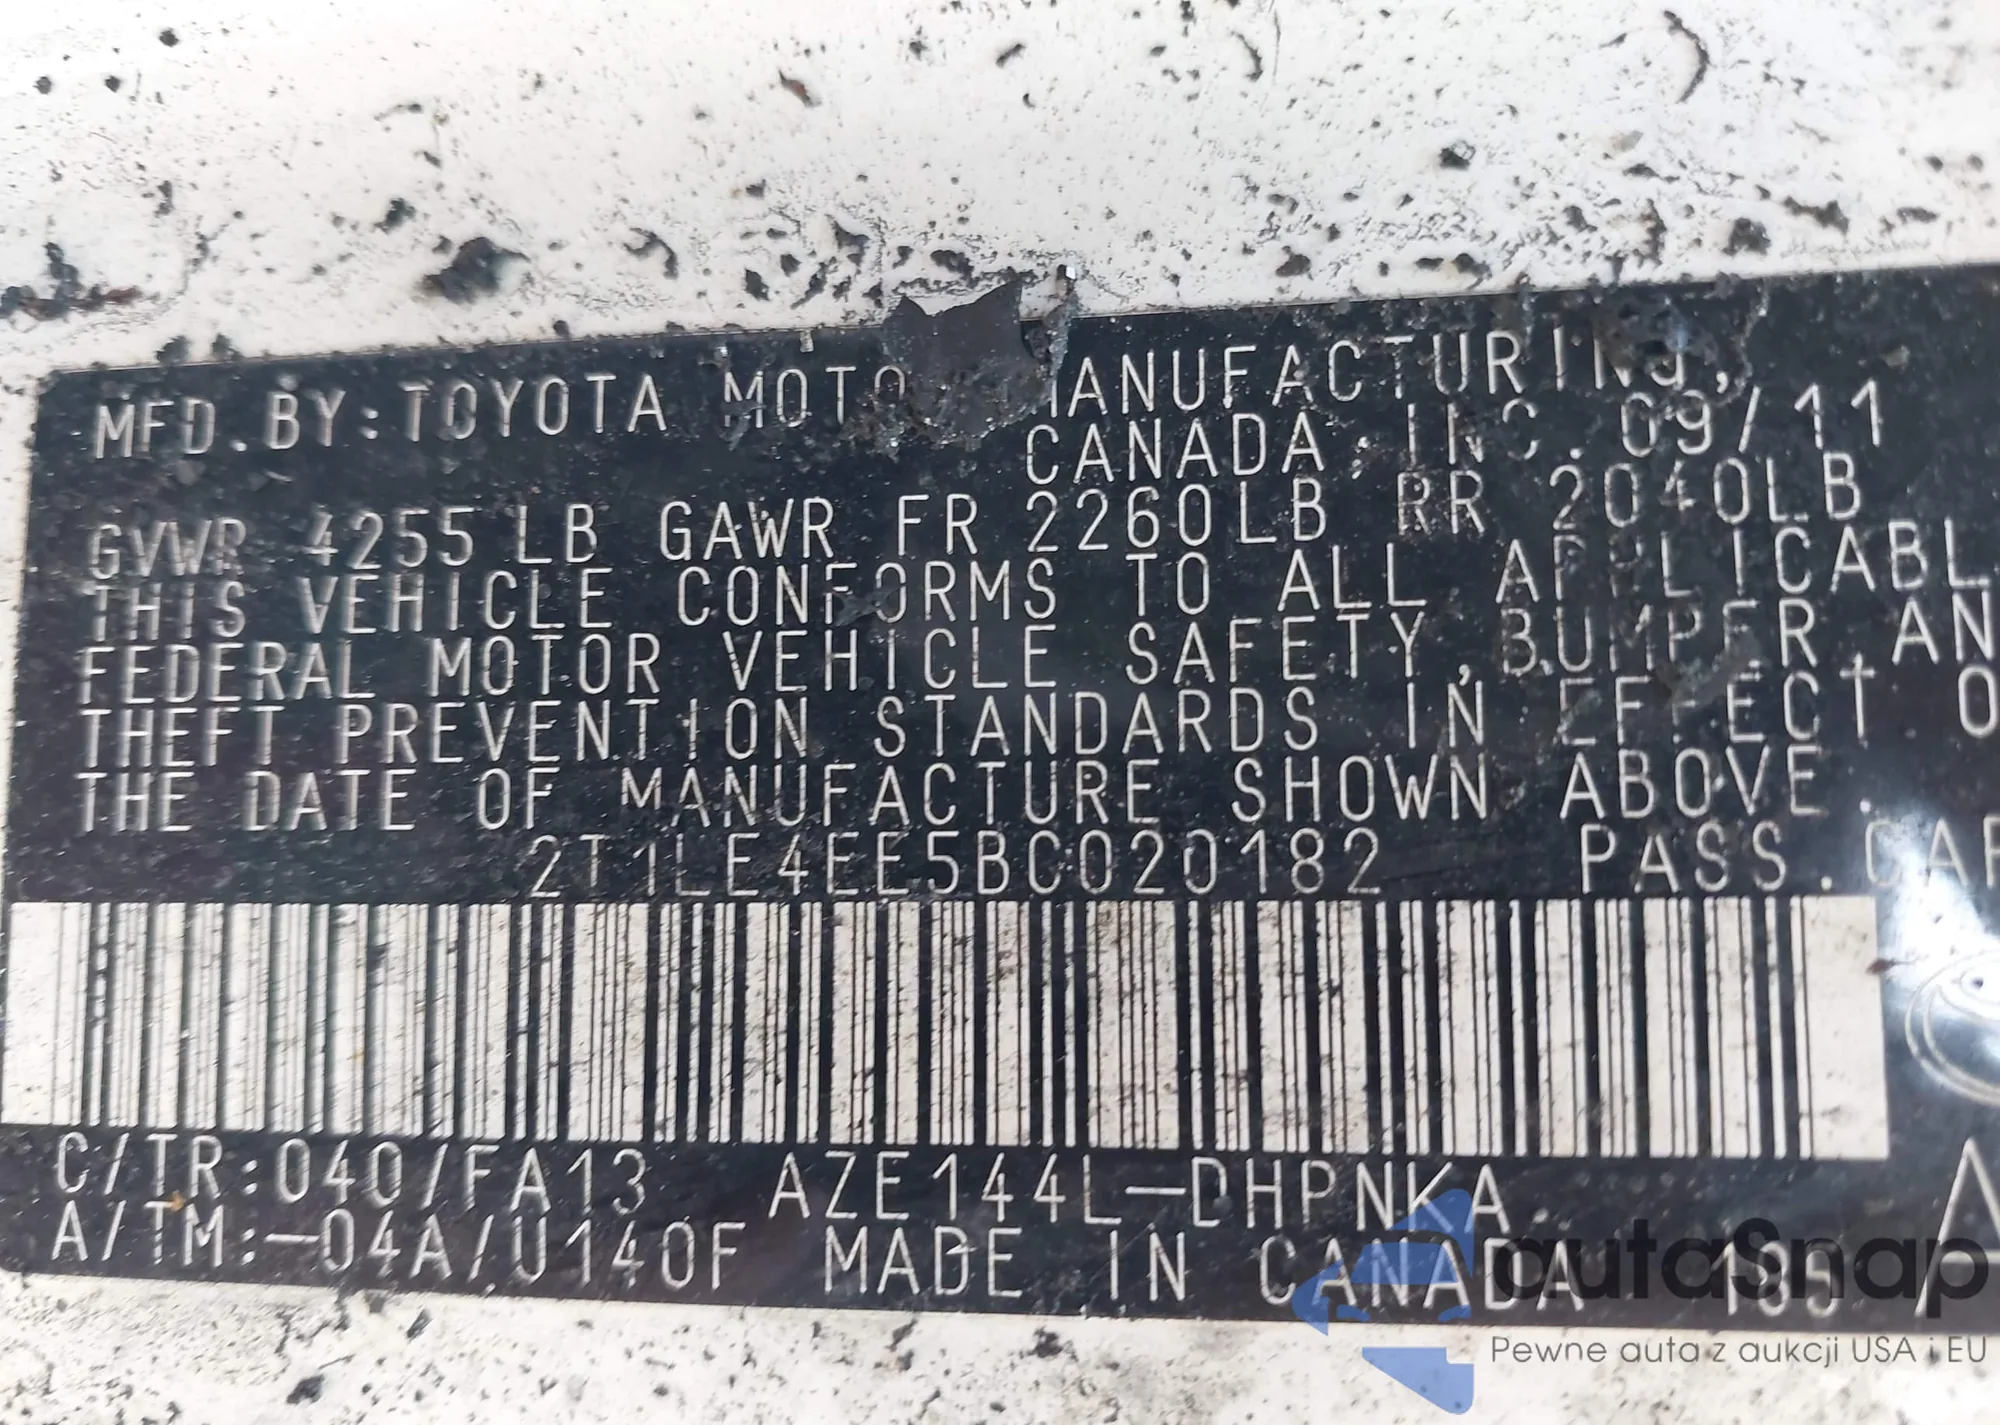 MFD.BY:TOYOTA MOTOR MANUFACTURING,
CANADA,INC. 09/11
GVWR 4255 LB GAWR FR 2260LB RR 2040LB
THIS VEHICLE CONFORMS TO ALL APPLICABL
FEDERAL MOTOR VEHICLE SAFETY,BUMPER AN
THEFT PREVENTION STANDARDS IN EFFECT O
THE DATE OF MANUFACTURE SHOWN ABOVE.
2T1LE4EE5BC020182 PASS.CAR
C/TR:040/FA13 AZE144L-DHPNKA
A/TM:-04A/U140F MADE IN CANADA
autaSnap
Pewne auta z aukcji USA i EU